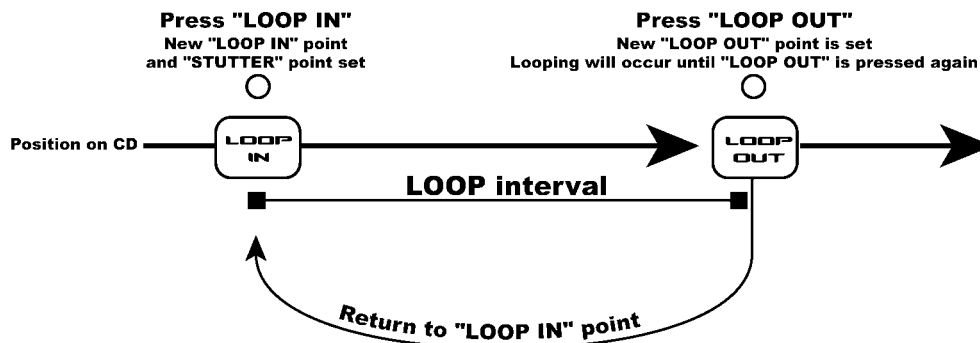 Press "LOOP IN"
New "LOOP IN" point
and "STUTTER" point set
Press "LOOP OUT"
New "LOOP OUT" point is set
Looping will occur until "LOOP OUT" is pressed again
Position on CD
LOOP
IN
LOOP
OUT
LOOP interval
Return to "LOOP IN" point